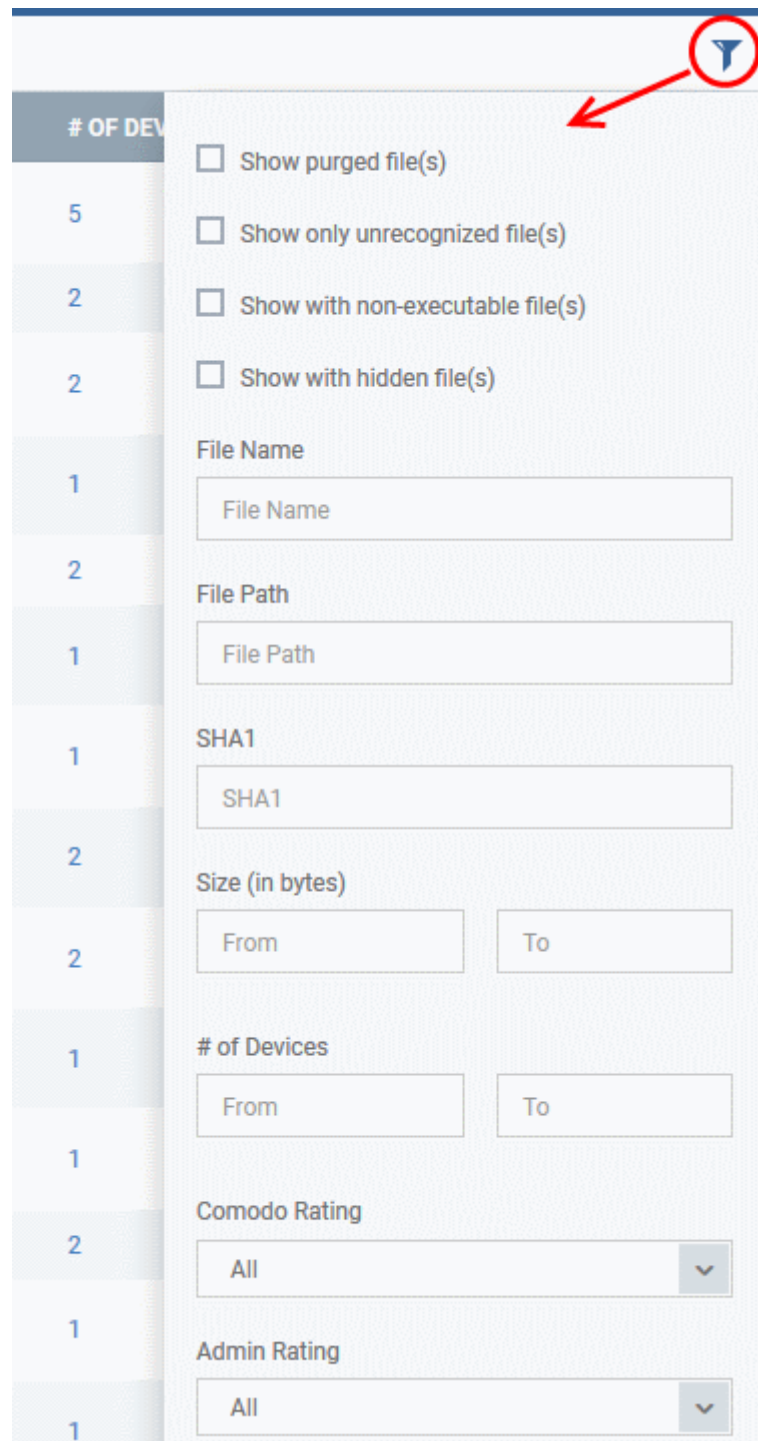 # OF DEV
Show purged file(s)
5
Show only unrecognized file(s)
2
Show with non-executable file(s)
2
Show with hidden file(s)
File Name
1
File Name
2
File Path
1
File Path
SHA1
1
SHA1
2
Size (in bytes)
2
From To
1
# of Devices
From To
1
Comodo Rating
2
All
1
Admin Rating
1
All